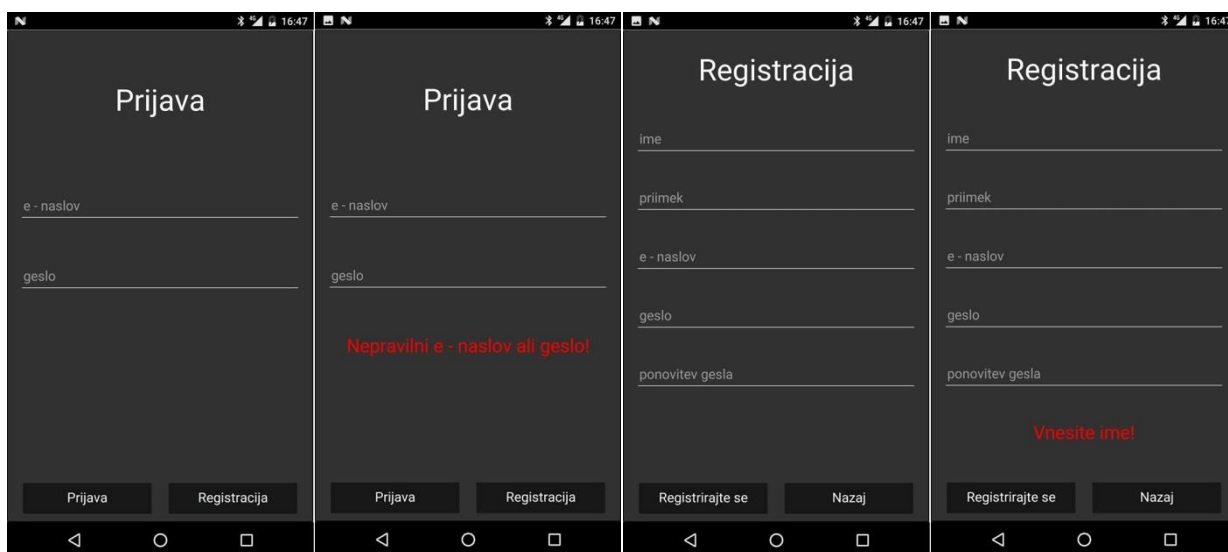 16:47
Prijava
e - naslov
geslo
Prijava
Registracija
16:47
Prijava
e - naslov
geslo
Nepravilni e - naslov ali geslo!
Prijava
Registracija
16:47
Registracija
ime
priimek
e - naslov
geslo
ponovitev gesla
Registrirajte se
Nazaj
16:47
Registracija
ime
priimek
e - naslov
geslo
ponovitev gesla
Vnesite ime!
Registrirajte se
Nazaj